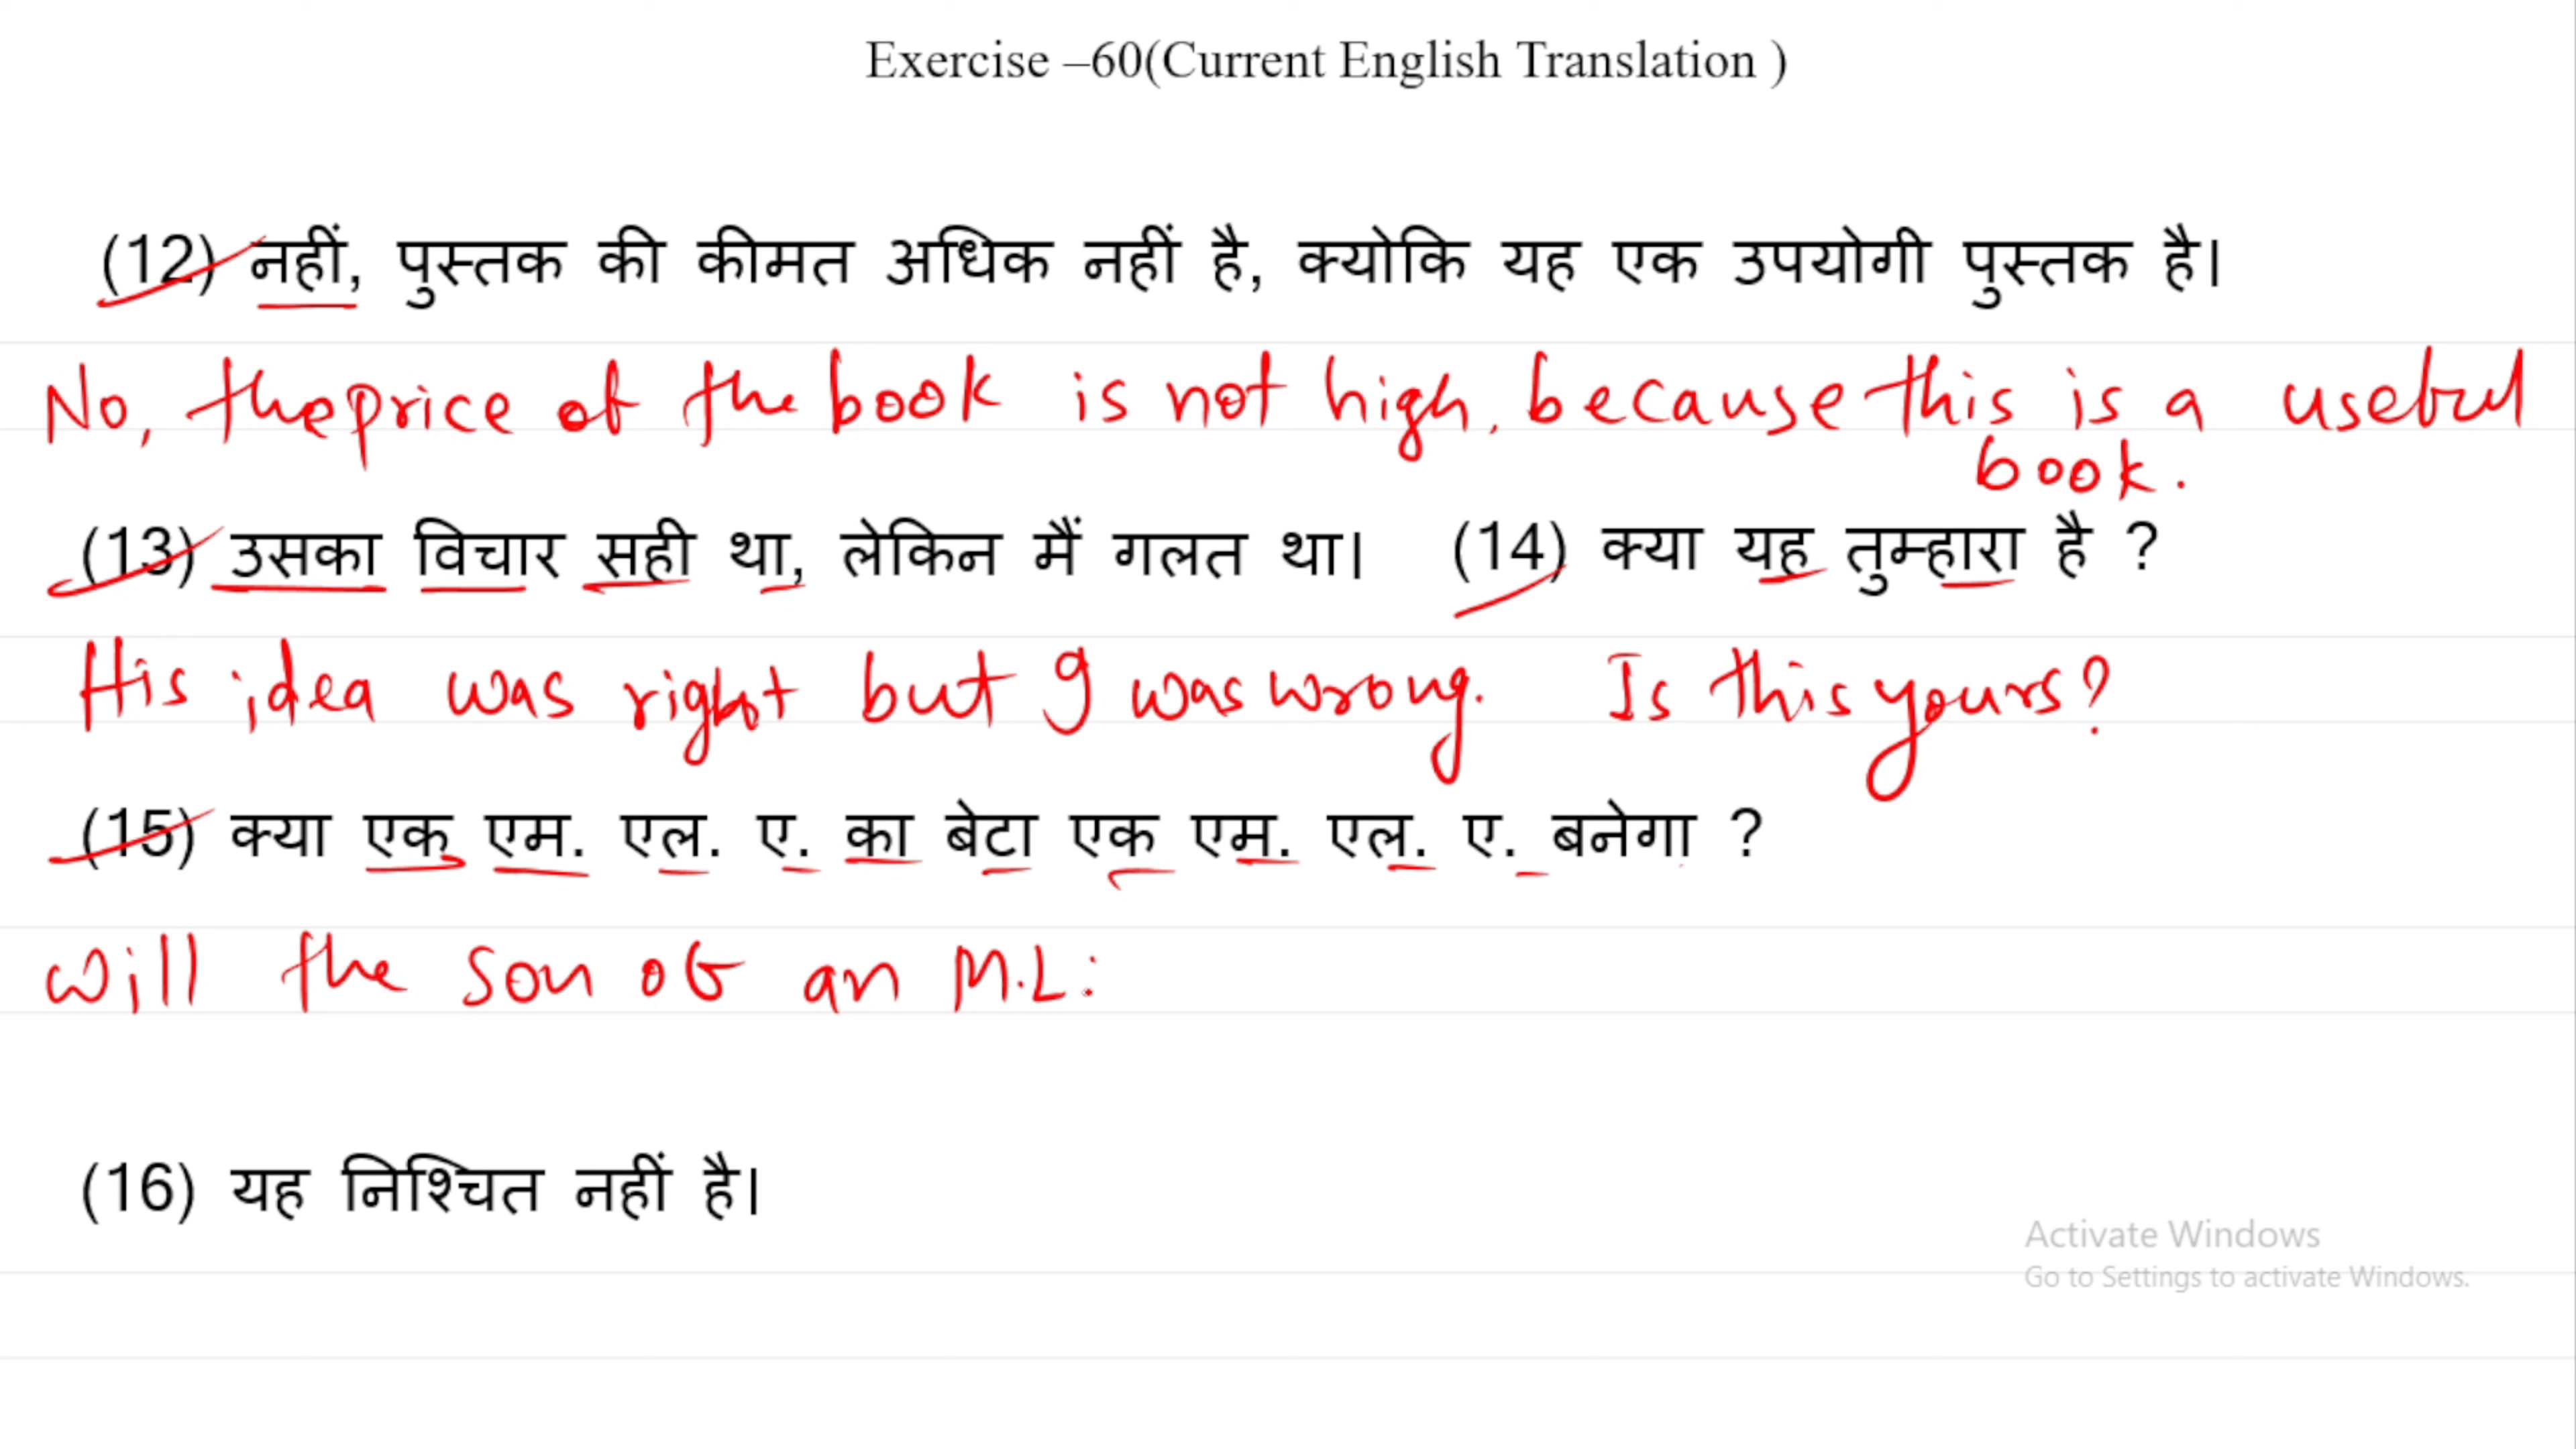 Exercise –60(Current English Translation )
(12) नहीं, पुस्तक की कीमत अधिक नहीं है, क्योकि यह एक उपयोगी पुस्तक है।
No, the price of the book is not high, because this is a useful
book.
(13) उसका विचार सही था, लेकिन मैं गलत था। (14) क्या यह तुम्हारा है ?
His idea was right but I was wrong. Is this yours?
(15) क्या एक एम. एल. ए. का बेटा एक एम. एल. ए. बनेगा ?
Will the son of an M.L:
(16) यह निश्चित नहीं है।
Activate Windows
Go to Settings to activate Windows.